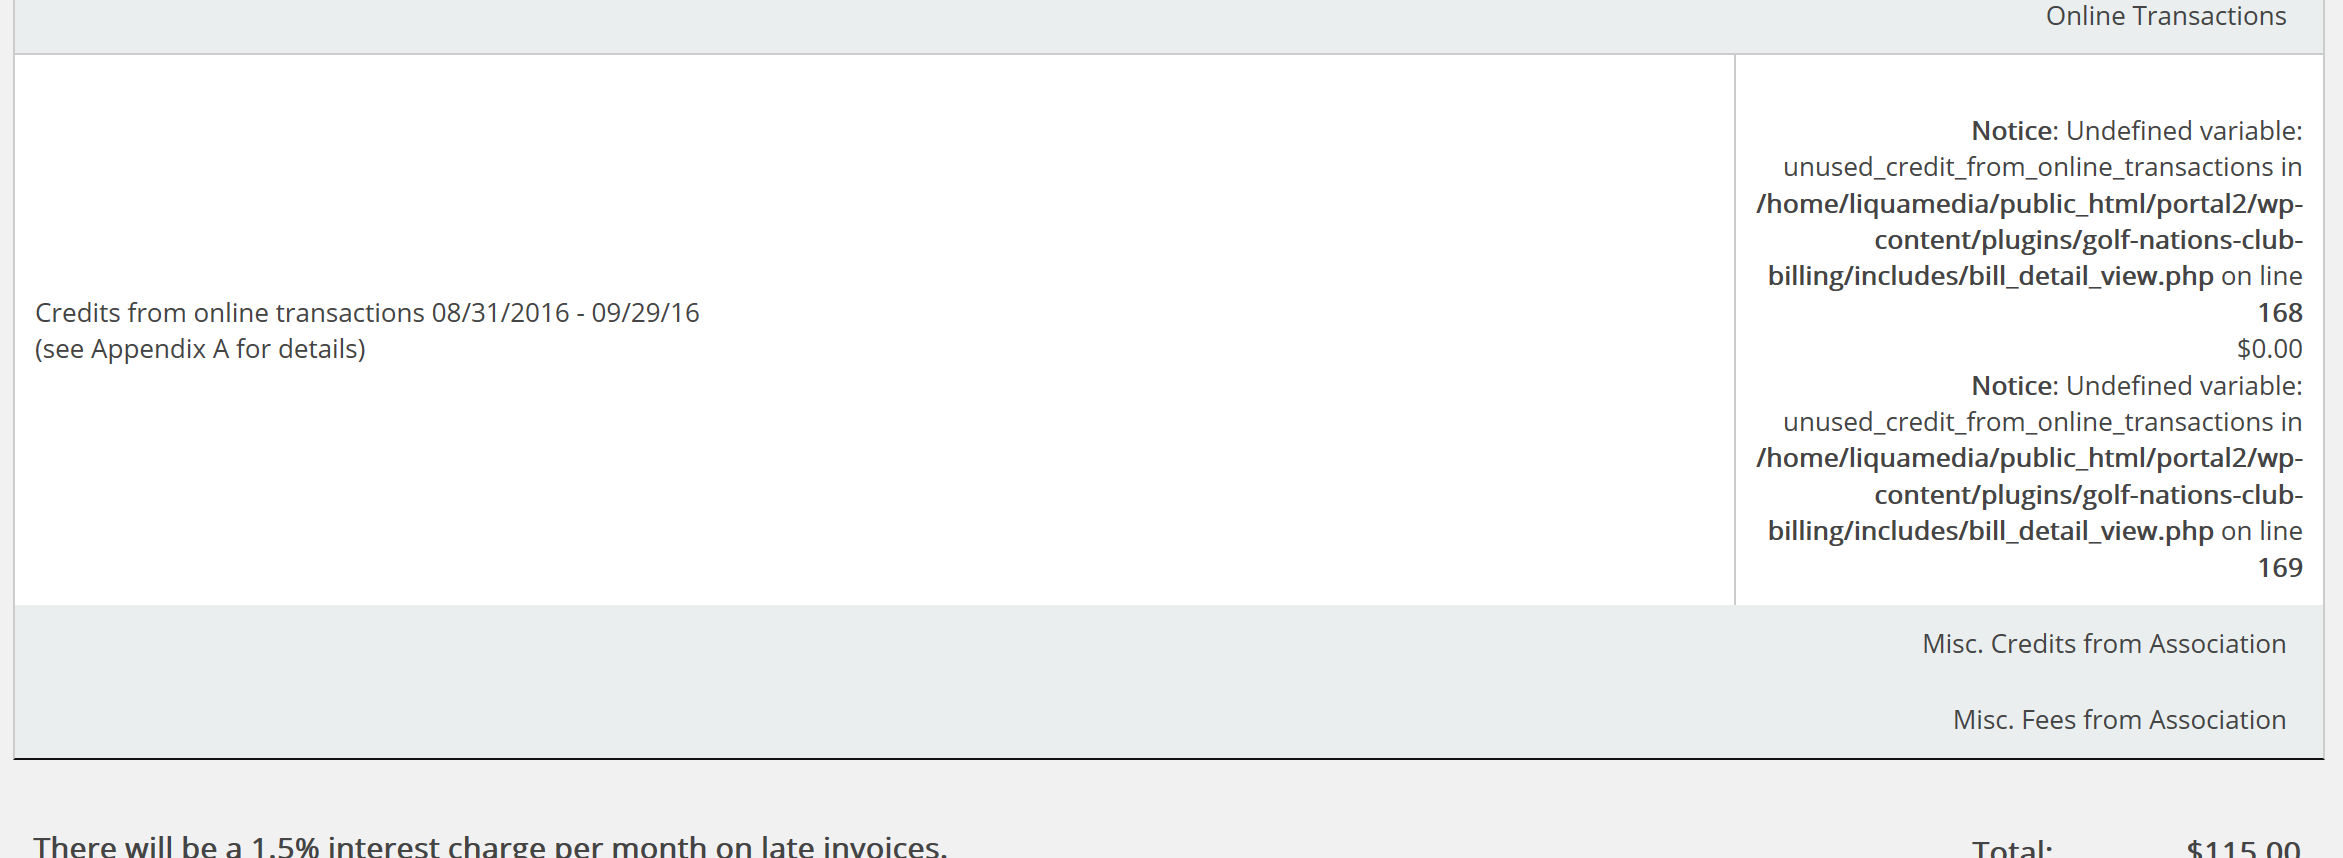 Online Transactions
Credits from online transactions 08/31/2016 - 09/29/16
(see Appendix A for details)
Notice: Undefined variable:
unused_credit_from_online_transactions in
/home/liquamedia/public_html/portal2/wp-
content/plugins/golf-nations-club-
billing/includes/bill_detail_view.php on line
168
$0.00
Notice: Undefined variable:
unused_credit_from_online_transactions in
/home/liquamedia/public_html/portal2/wp-
content/plugins/golf-nations-club-
billing/includes/bill_detail_view.php on line
169
Misc. Credits from Association
Misc. Fees from Association
There will be a 1.5% interest charge per month on late invoices.
Total: $115.00